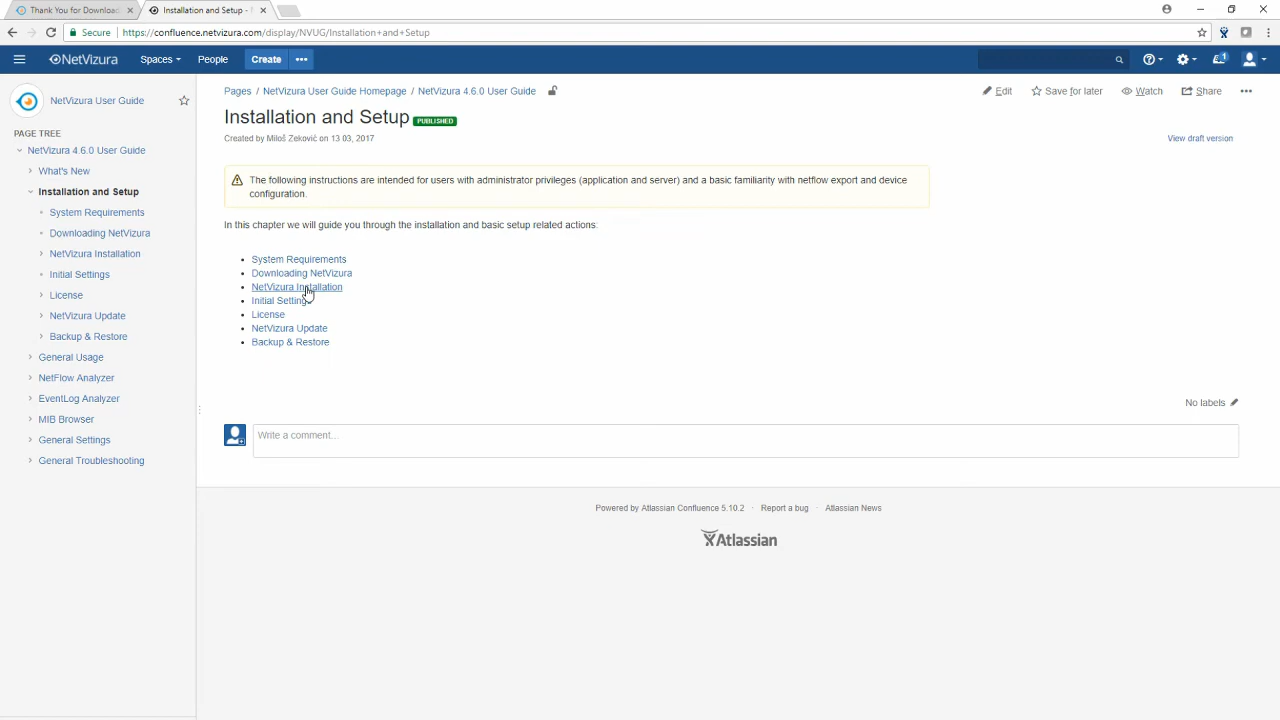 Thank You for Downloa
Installation and Setup -
Secure
https://confluence.netvizura.com/display/NVUG/Installation+and+Setup
NetVizura
Spaces
People
Create
1
NetVizura User Guide
PAGE TREE
NetVizura 4.6.0 User Guide
What's New
Installation and Setup
System Requirements
Downloading NetVizura
NetVizura Installation
Initial Settings
License
NetVizura Update
Backup & Restore
General Usage
NetFlow Analyzer
EventLog Analyzer
MIB Browser
General Settings
General Troubleshooting
Pages / NetVizura User Guide Homepage / NetVizura 4.6.0 User Guide
Edit
Save for later
Watch
Share
Installation and Setup PUBLISHED
Created by Miloš Zeković on 13 03, 2017
View draft version
The following instructions are intended for users with administrator privileges (application and server) and a basic familiarity with netflow export and device
configuration.
In this chapter we will guide you through the installation and basic setup related actions:
System Requirements
Downloading NetVizura
NetVizura Installation
Initial Settings
License
NetVizura Update
Backup & Restore
No labels
Write a comment...
Powered by Atlassian Confluence 5.10.2 · Report a bug · Atlassian News
Atlassian